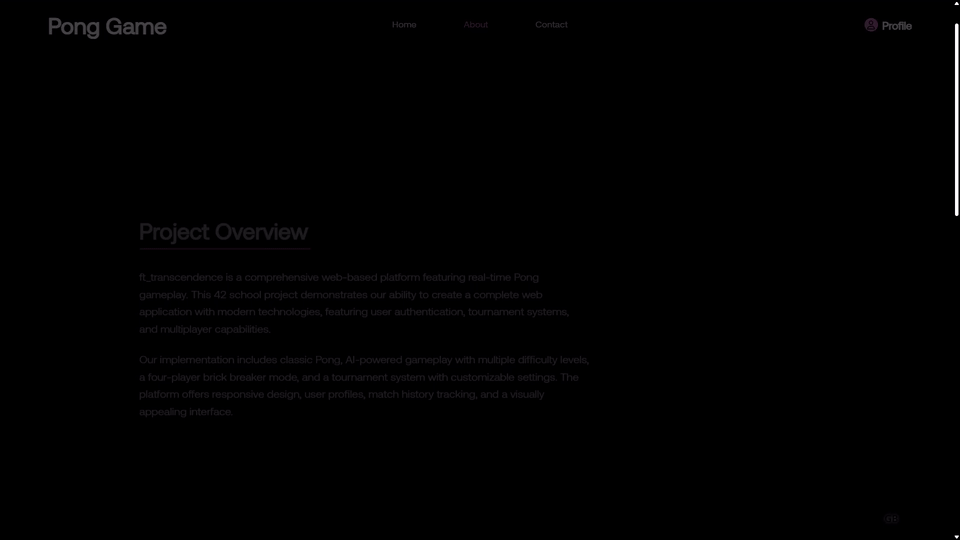 Pong Game
Home
About
Contact
Profile
Project Overview
ft_transcendence is a comprehensive web-based platform featuring real-time Pong
gameplay. This 42 school project demonstrates our ability to create a complete web
application with modern technologies, featuring user authentication, tournament systems,
and multiplayer capabilities.
Our implementation includes classic Pong, AI-powered gameplay with multiple difficulty levels,
a four-player brick breaker mode, and a tournament system with customizable settings. The
platform offers responsive design, user profiles, match history tracking, and a visually
appealing interface.